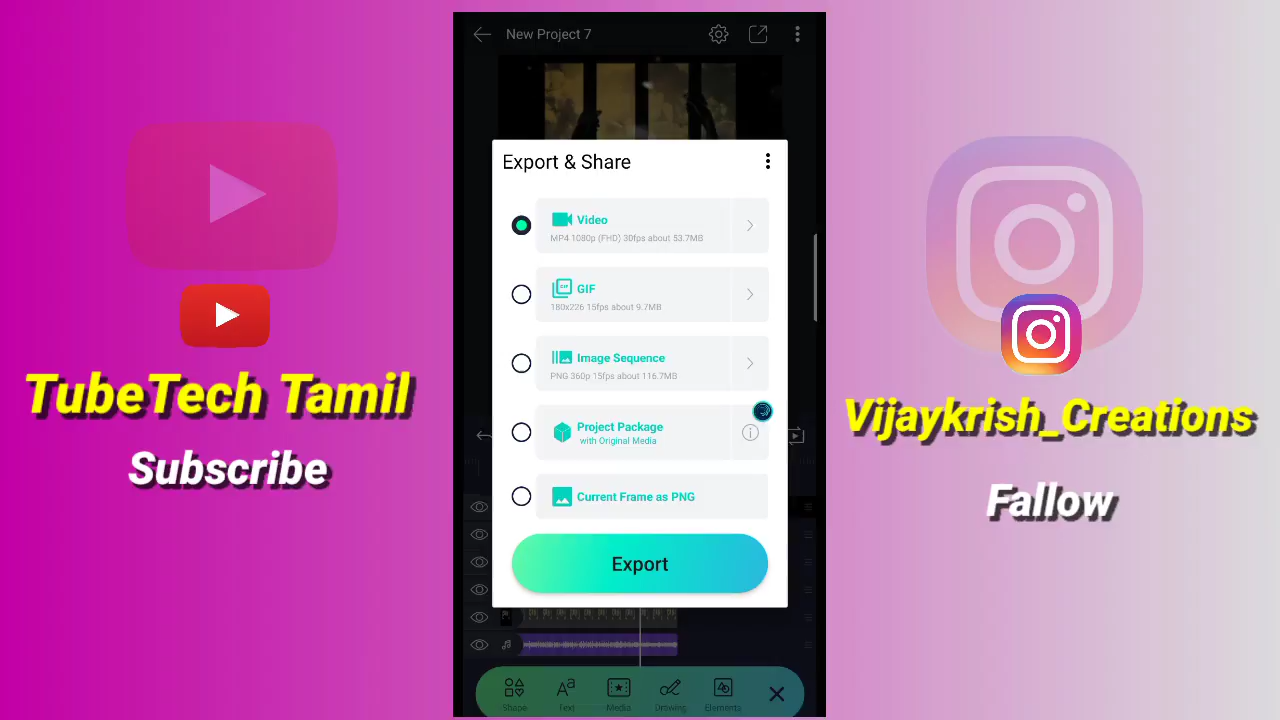 New Project 7
Export & Share
Video
MP4 1080p (FHD) 30fps about 53.7MB
GIF
GIF
180x226 15fps about 9.7MB
Image Sequence
PNG 360p 15fps about 116.7MB
Project Package
with Original Media
Current Frame as PNG
Export
Shape
Text
Media
Drawing
Elements
TubeTech Tamil
Subscribe
Vijaykrish_Creations
Fallow